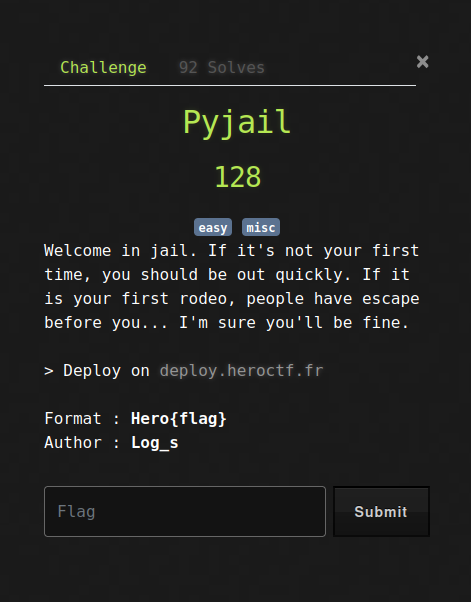 Challenge 92 Solves ×
Pyjail
128
easy misc
Welcome in jail. If it's not your first
time, you should be out quickly. If it
is your first rodeo, people have escape
before you... I'm sure you'll be fine.
> Deploy on deploy.heroctf.fr
Format : Hero{flag}
Author : Log_s
Flag Submit